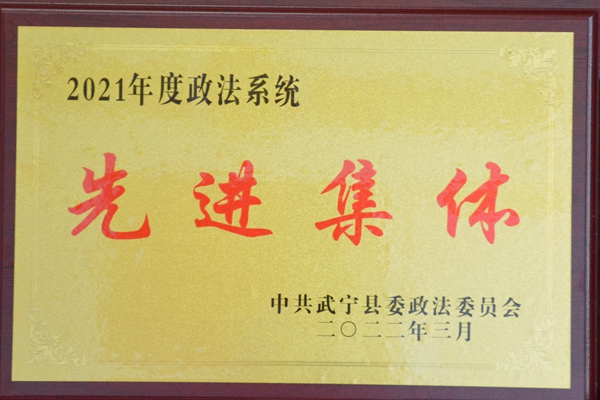 2021年度政法系统
先进集体
中共武宁县委政法委员会
二〇二二年三月